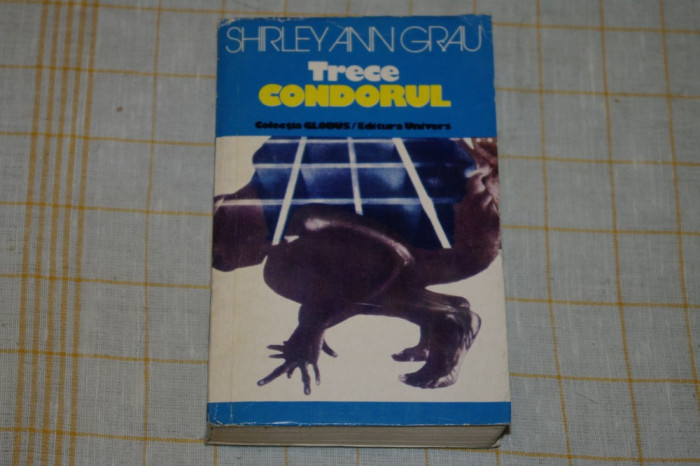 SHIRLEY ANN GRAU
Trece
CONDORUL
Colecția GLOBUS/Editura Univers